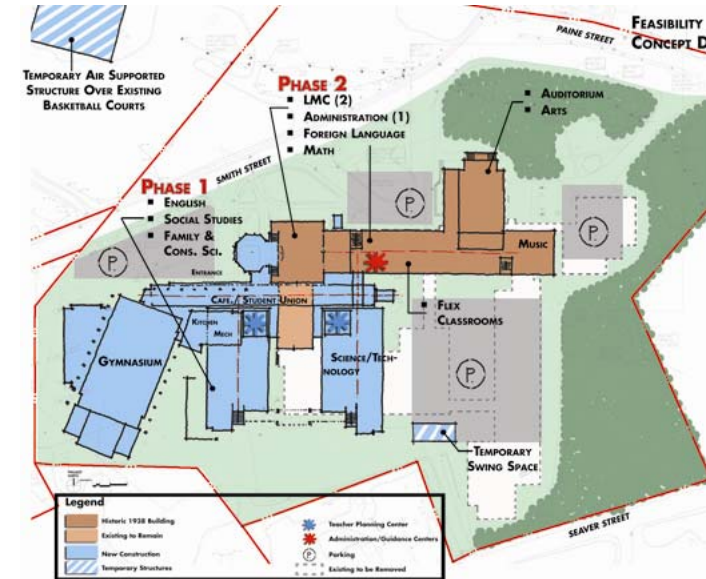 FEASIBILITY
CONCEPT D
PAINE STREET
TEMPORARY AIR SUPPORTED
STRUCTURE OVER EXISTING
BASKETBALL COURTS
PHASE 2
LMC (2)
ADMINISTRATION (1)
FOREIGN LANGUAGE
MATH
AUDITORIUM
ARTS
SMITH STREET
PHASE 1
ENGLISH
SOCIAL STUDIES
FAMILY &
CONS. SCI.
P.
P.
P.
MUSIC
ENTRANCE
CAFE./STUDENT UNION
FLEX
CLASSROOMS
KITCHEN
MECH
GYMNASIUM
SCIENCE/TECH-
NOLOGY
P.
TEMPORARY
SWING SPACE
SEAVER STREET
Legend
Historic 1938 Building
Existing to Remain
New Construction
Temporary Structures
Teacher Planning Center
Administration/Guidance Centers
P Parking
Existing to be Removed